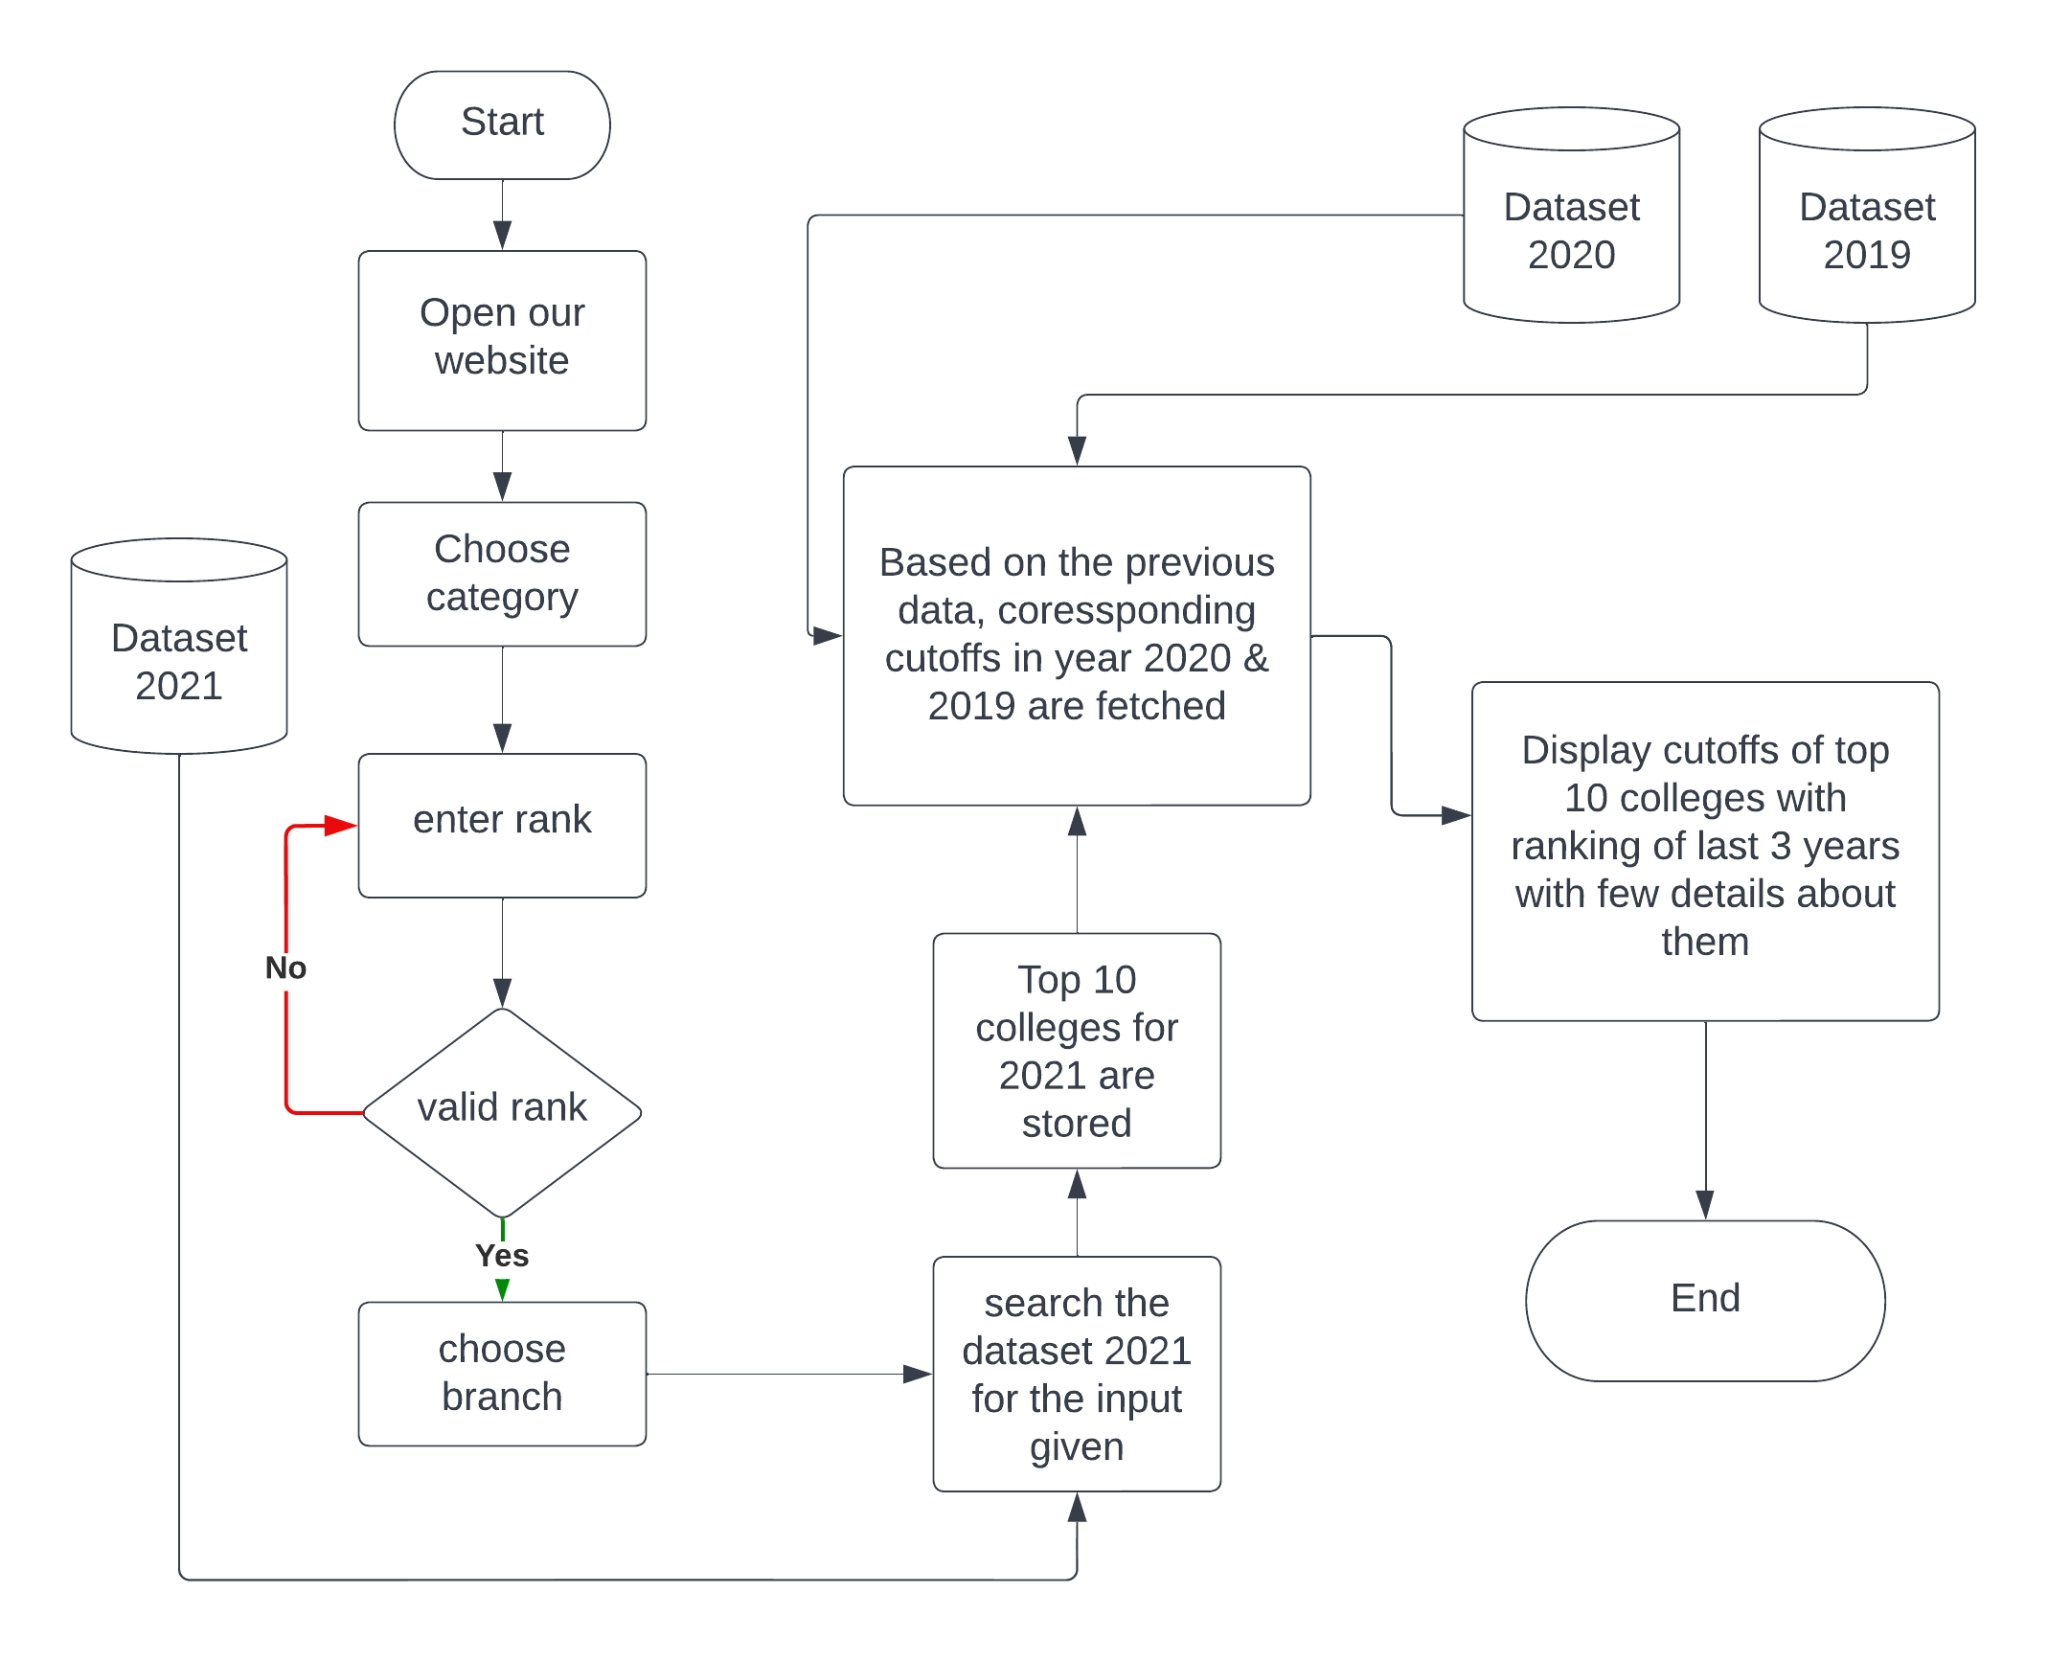 Start
Open our
website
Choose
category
Dataset
2021
enter rank
No
valid rank
Yes
choose
branch
search the
dataset 2021
for the input
given
Top 10
colleges for
2021 are
stored
Based on the previous
data, coressponding
cutoffs in year 2020 &
2019 are fetched
Dataset
2020
Dataset
2019
Display cutoffs of top
10 colleges with
ranking of last 3 years
with few details about
them
End